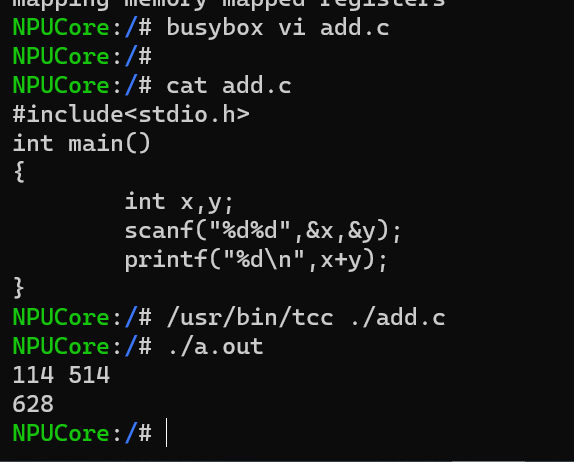 mapping memory mapped registers
NPUCore:/# busybox vi add.c
NPUCore:/#
NPUCore:/# cat add.c
#include<stdio.h>
int main()
{
        int x,y;
        scanf("%d%d",&x,&y);
        printf("%d\n",x+y);
}
NPUCore:/# /usr/bin/tcc ./add.c
NPUCore:/# ./a.out
114 514
628
NPUCore:/#